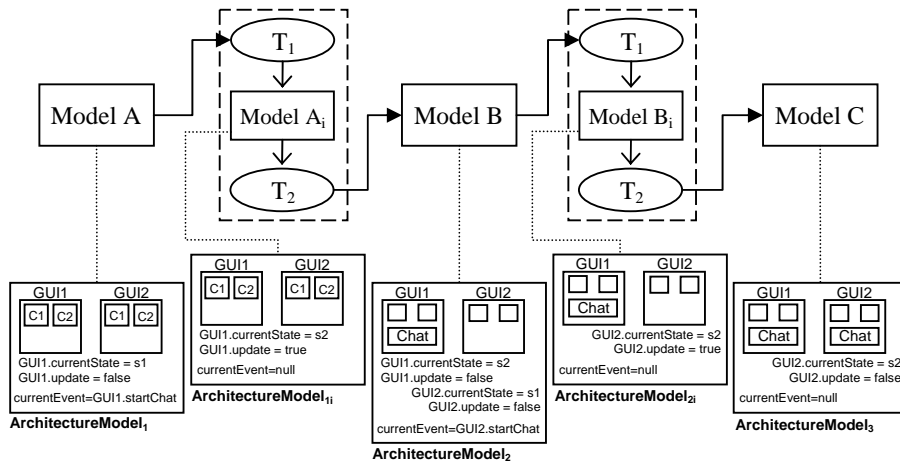 T1
T1
Model A
Model Ai
Model B
Model Bi
Model C
T2
T2
GUI1 GUI2
C1 C2 C1 C2
GUI1.currentState = s1
GUI1.update = false
currentEvent=GUI1.startChat
ArchitectureModel1
GUI1 GUI2
C1 C2 C1 C2
GUI1.currentState = s2
GUI1.update = true
currentEvent=null
ArchitectureModel1i
GUI1 GUI2
Chat
GUI1.currentState = s2
GUI1.update = false
GUI2.currentState = s1
GUI2.update = false
currentEvent=GUI2.startChat
ArchitectureModel2
GUI1 GUI2
Chat
GUI2.currentState = s2
GUI2.update = true
currentEvent=null
ArchitectureModel2i
GUI1 GUI2
Chat Chat
GUI2.currentState = s2
GUI2.update = false
currentEvent=null
ArchitectureModel3